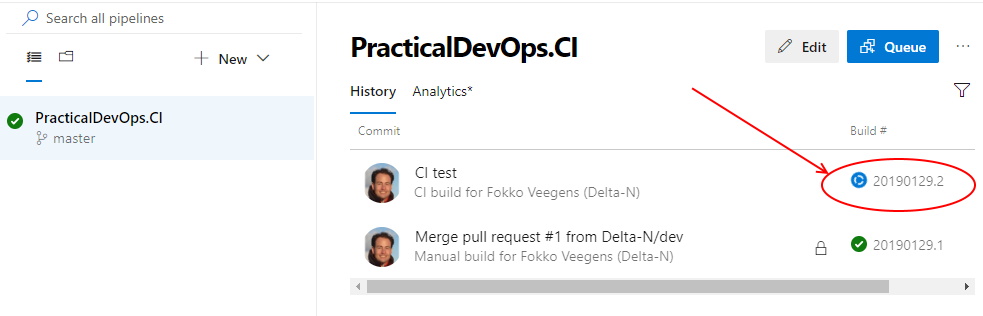 Search all pipelines
New
PracticalDevOps.CI
master
PracticalDevOps.CI
Edit
Queue
History
Analytics*
Commit
Build #
CI test
CI build for Fokko Veegens (Delta-N)
20190129.2
Merge pull request #1 from Delta-N/dev
Manual build for Fokko Veegens (Delta-N)
20190129.1